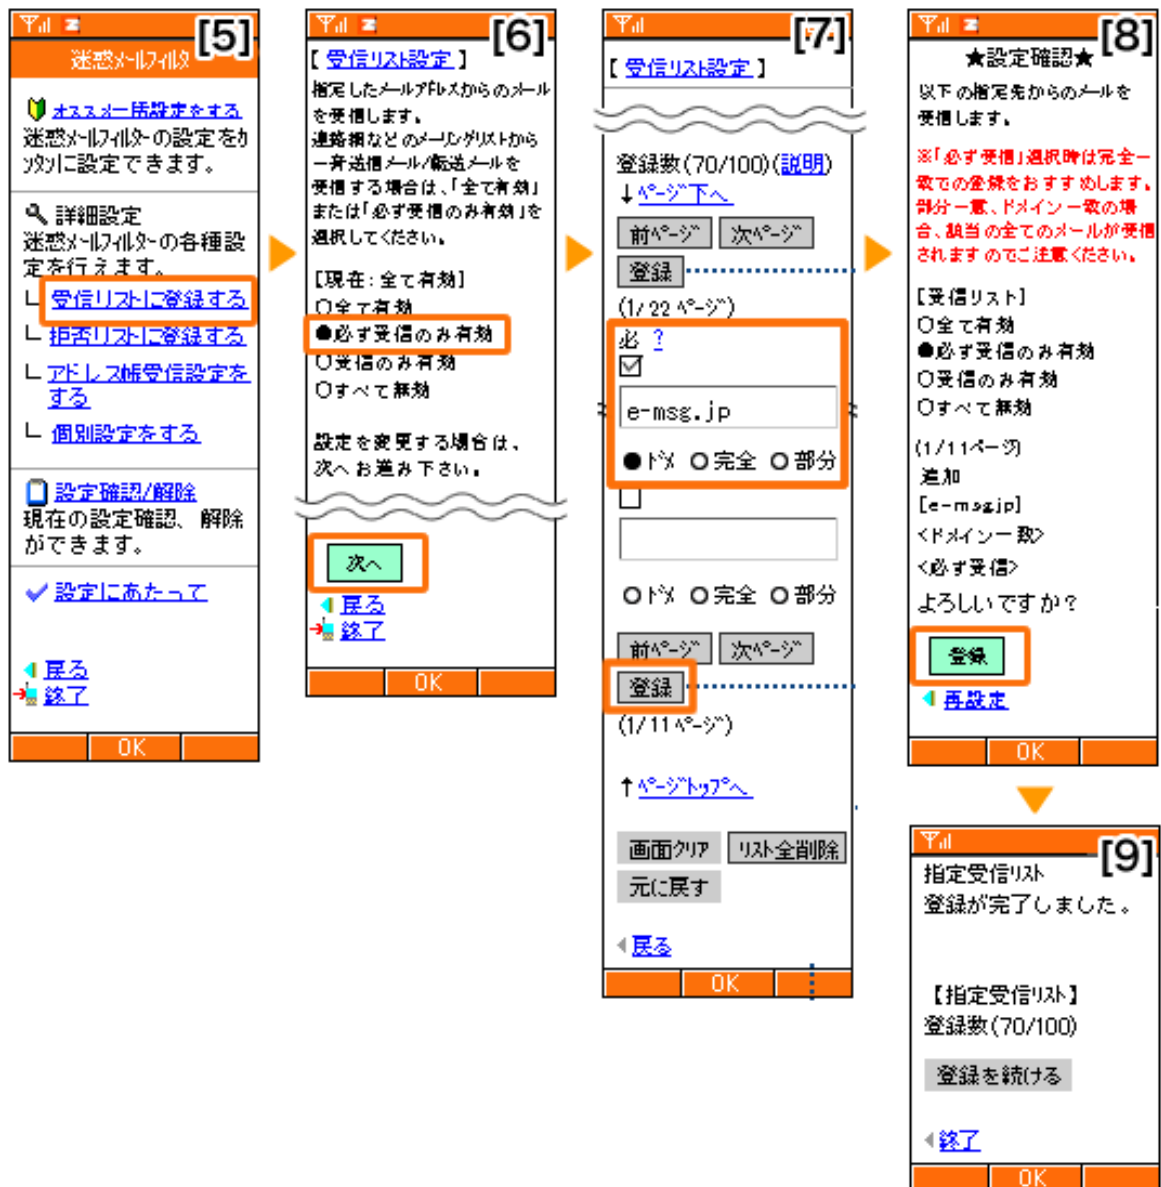 [5]
迷惑ﾒｰﾙﾌｨﾙﾀ
オススメ一括設定をする
迷惑ﾒｰﾙﾌｨﾙﾀｰの設定をｶ
ﾝﾀﾝに設定できます。
詳細設定
迷惑ﾒｰﾙﾌｨﾙﾀｰの各種設
定を行えます。
└ 受信ﾘｽﾄに登録する
└ 拒否ﾘｽﾄに登録する
└ アドレス帳受信設定を
する
└ 個別設定をする
設定確認/解除
現在の設定確認、解除
ができます。
設定にあたって
戻る
終了
OK
[6]
【 受信ﾘｽﾄ設定 】
指定したメールアドレスからのメール
を受信します。
連絡網などのメーリングリストから
一斉送信メール/転送メールを
受信する場合は、「全て有効」
または「必ず受信のみ有効」を
選択してください。
[現在:全て有効]
○全て有効
●必ず受信のみ有効
○受信のみ有効
○すべて無効
設定を変更する場合は、
次へお進み下さい。
次へ
戻る
終了
OK
[7]
【 受信ﾘｽﾄ設定 】
登録数(70/100)(説明)
↓ﾍﾟｰｼﾞ下へ
前ﾍﾟｰｼﾞ 次ﾍﾟｰｼﾞ
登録
(1/22ﾍﾟｰｼﾞ)
必 ?
e-msg.jp
●ﾄﾞﾒ ○完全 ○部分
○ﾄﾞﾒ ○完全 ○部分
前ﾍﾟｰｼﾞ 次ﾍﾟｰｼﾞ
登録
(1/11ﾍﾟｰｼﾞ)
↑ﾍﾟｰｼﾞﾄｯﾌﾟへ
画面ｸﾘｱ ﾘｽﾄ全削除
元に戻す
戻る
OK
[8]
★設定確認★
以下の指定先からのメールを
受信します。
※「必ず受信」選択時は完全一
致での登録をおすすめします。
部分一致、ドメイン一致の場
合、該当の全てのメールが受信
されますのでご注意ください。
【受信リスト】
○全て有効
●必ず受信のみ有効
○受信のみ有効
○すべて無効
(1/11ページ)
追加
[e-msg.jp]
<ドメイン一致>
<必ず受信>
よろしいですか?
登録
再設定
OK
[9]
指定受信ﾘｽﾄ
登録が完了しました。
【指定受信ﾘｽﾄ】
登録数(70/100)
登録を続ける
終了
OK